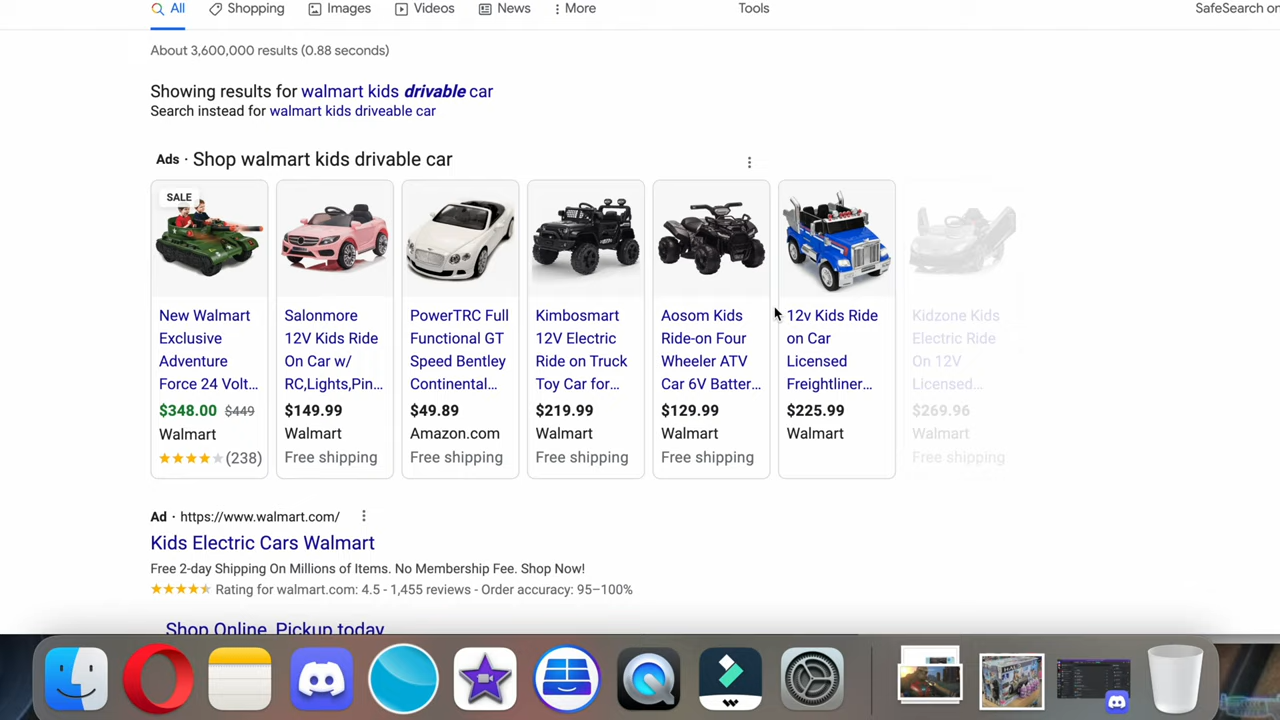 All Shopping Images Videos News More Tools SafeSearch on
About 3,600,000 results (0.88 seconds)
Showing results for walmart kids drivable car
Search instead for walmart kids driveable car
Ads · Shop walmart kids drivable car
SALE
New Walmart
Exclusive
Adventure
Force 24 Volt...
$348.00 $449
Walmart
(238)
Salonmore
12V Kids Ride
On Car w/
RC,Lights,Pin...
$149.99
Walmart
Free shipping
PowerTRC Full
Functional GT
Speed Bentley
Continental...
$49.89
Amazon.com
Free shipping
Kimbosmart
12V Electric
Ride on Truck
Toy Car for...
$219.99
Walmart
Free shipping
Aosom Kids
Ride-on Four
Wheeler ATV
Car 6V Batter...
$129.99
Walmart
Free shipping
12v Kids Ride
on Car
Licensed
Freightliner...
$225.99
Walmart
Kidzone Kids
Electric Ride
On 12V
Licensed...
$269.96
Walmart
Free shipping
Ad · https://www.walmart.com/
Kids Electric Cars Walmart
Free 2-day Shipping On Millions of Items. No Membership Fee. Shop Now!
Rating for walmart.com: 4.5 - 1,455 reviews - Order accuracy: 95–100%
Shop Online, Pickup today